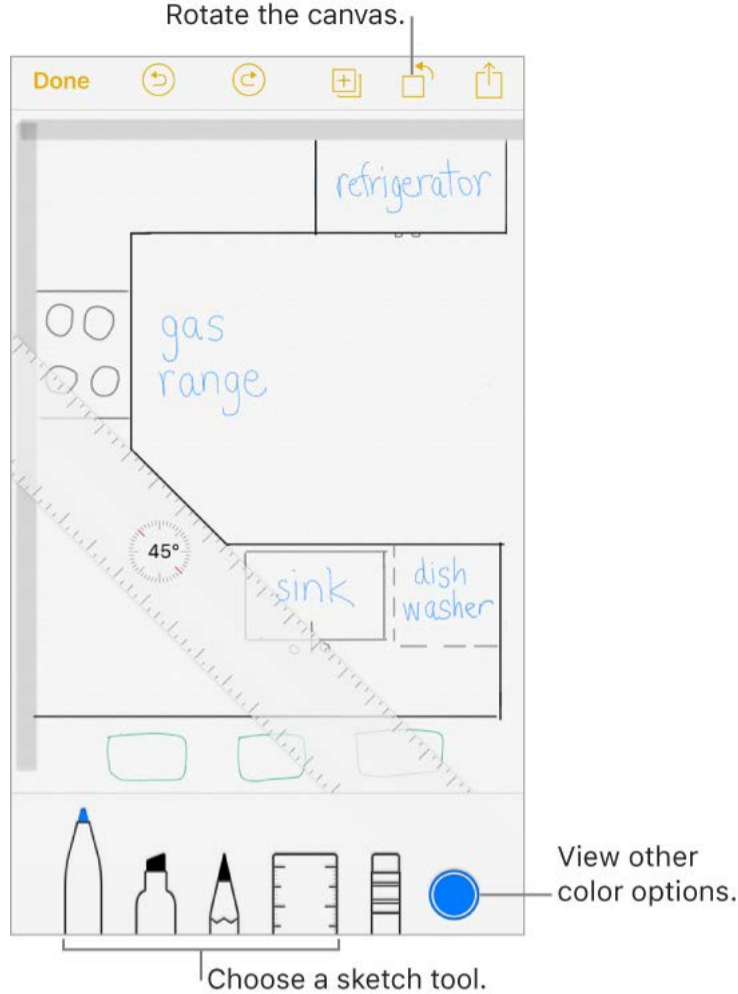 Rotate the canvas.
Done
refrigerator
gas
range
45°
sink
dish
washer
View other
color options.
Choose a sketch tool.